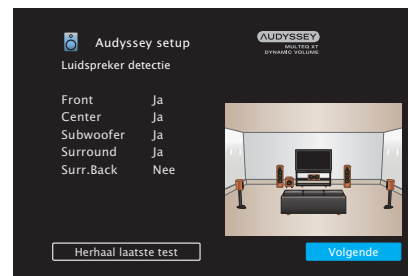 Audyssey setup
AUDYSSEY
MULTEQ XT
DYNAMIC VOLUME
Luidspreker detectie
Front Ja
Center Ja
Subwoofer Ja
Surround Ja
Surr.Back Nee
Herhaal laatste test
Volgende